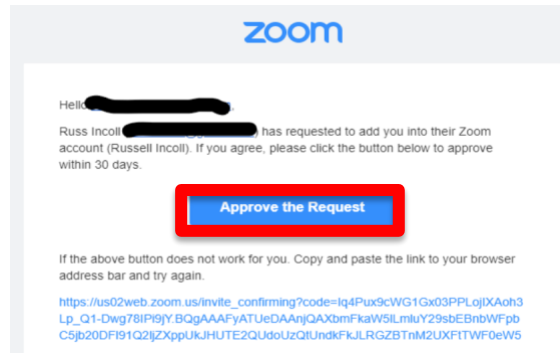 zoom
Hello
Russ Incoll has requested to add you into their Zoom
account (Russell Incoll). If you agree, please click the button below to approve
within 30 days.
Approve the Request
If the above button does not work for you. Copy and paste the link to your browser
address bar and try again.
https://us02web.zoom.us/invite_confirming?code=Iq4Pux9cWG1Gx03PPLojIXAoh3
Lp_Q1-Dwg78IPl9jY.BQgAAAFyATUeDAAnjQAXbmFkaW5lLmluY29sbEBnbWFpb
C5jb20DFl91Q2ljZXppUkJHUTE2QUdoUzQtUndkFkJLRGZBTnM2UXFtTWF0eW5